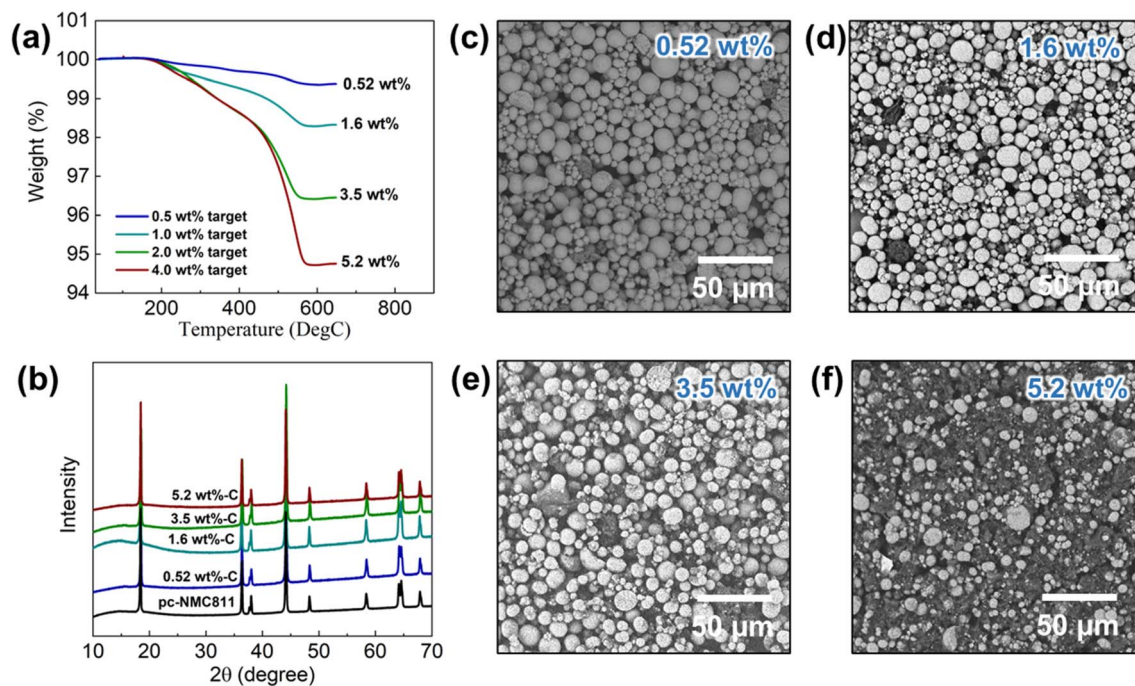 (a)
101
100
99
98
97
96
95
94
Weight (%)
0.52 wt%
1.6 wt%
3.5 wt%
5.2 wt%
0.5 wt% target
1.0 wt% target
2.0 wt% target
4.0 wt% target
200 400 600 800
Temperature (DegC)
(c)
0.52 wt%
50 µm
(d)
1.6 wt%
50 µm
(b)
Intensity
5.2 wt%-C
3.5 wt%-C
1.6 wt%-C
0.52 wt%-C
pc-NMC811
10 20 30 40 50 60 70
2θ (degree)
(e)
3.5 wt%
50 µm
(f)
5.2 wt%
50 µm